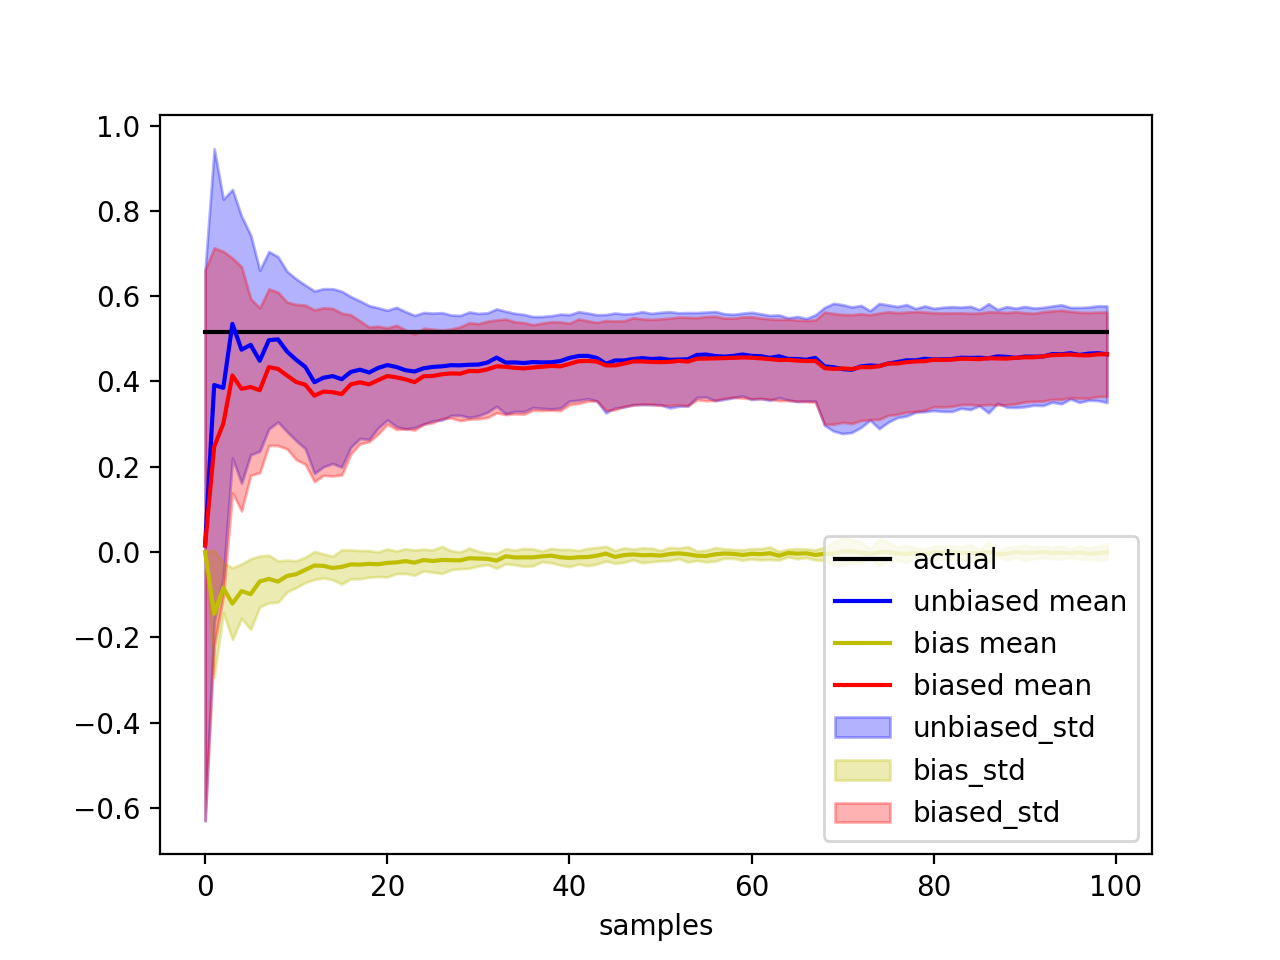 1.0
0.8
0.6
0.4
0.2
0.0
−0.2
−0.4
−0.6
0 20 40 60 80 100
samples
actual
unbiased mean
bias mean
biased mean
unbiased_std
bias_std
biased_std